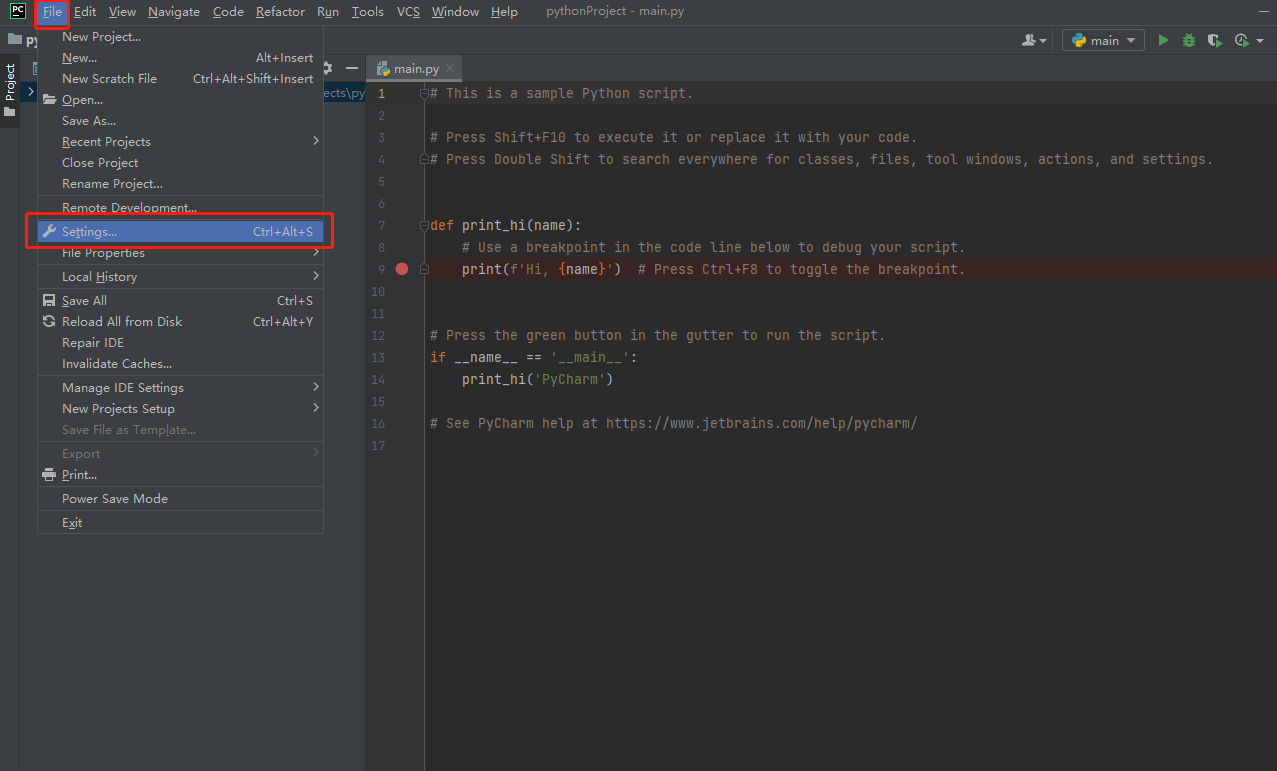 PC File Edit View Navigate Code Refactor Run Tools VCS Window Help pythonProject - main.py
py
main
Project
ects\py
main.py
New Project...
New... Alt+Insert
New Scratch File Ctrl+Alt+Shift+Insert
Open...
Save As...
Recent Projects
Close Project
Rename Project...
Remote Development...
Settings... Ctrl+Alt+S
File Properties
Local History
Save All Ctrl+S
Reload All from Disk Ctrl+Alt+Y
Repair IDE
Invalidate Caches...
Manage IDE Settings
New Projects Setup
Save File as Template...
Export
Print...
Power Save Mode
Exit
1 # This is a sample Python script.
2
3 # Press Shift+F10 to execute it or replace it with your code.
4 # Press Double Shift to search everywhere for classes, files, tool windows, actions, and settings.
5
6
7 def print_hi(name):
8 # Use a breakpoint in the code line below to debug your script.
9 print(f'Hi, {name}')  # Press Ctrl+F8 to toggle the breakpoint.
10
11
12 # Press the green button in the gutter to run the script.
13 if __name__ == '__main__':
14 print_hi('PyCharm')
15
16 # See PyCharm help at https://www.jetbrains.com/help/pycharm/
17